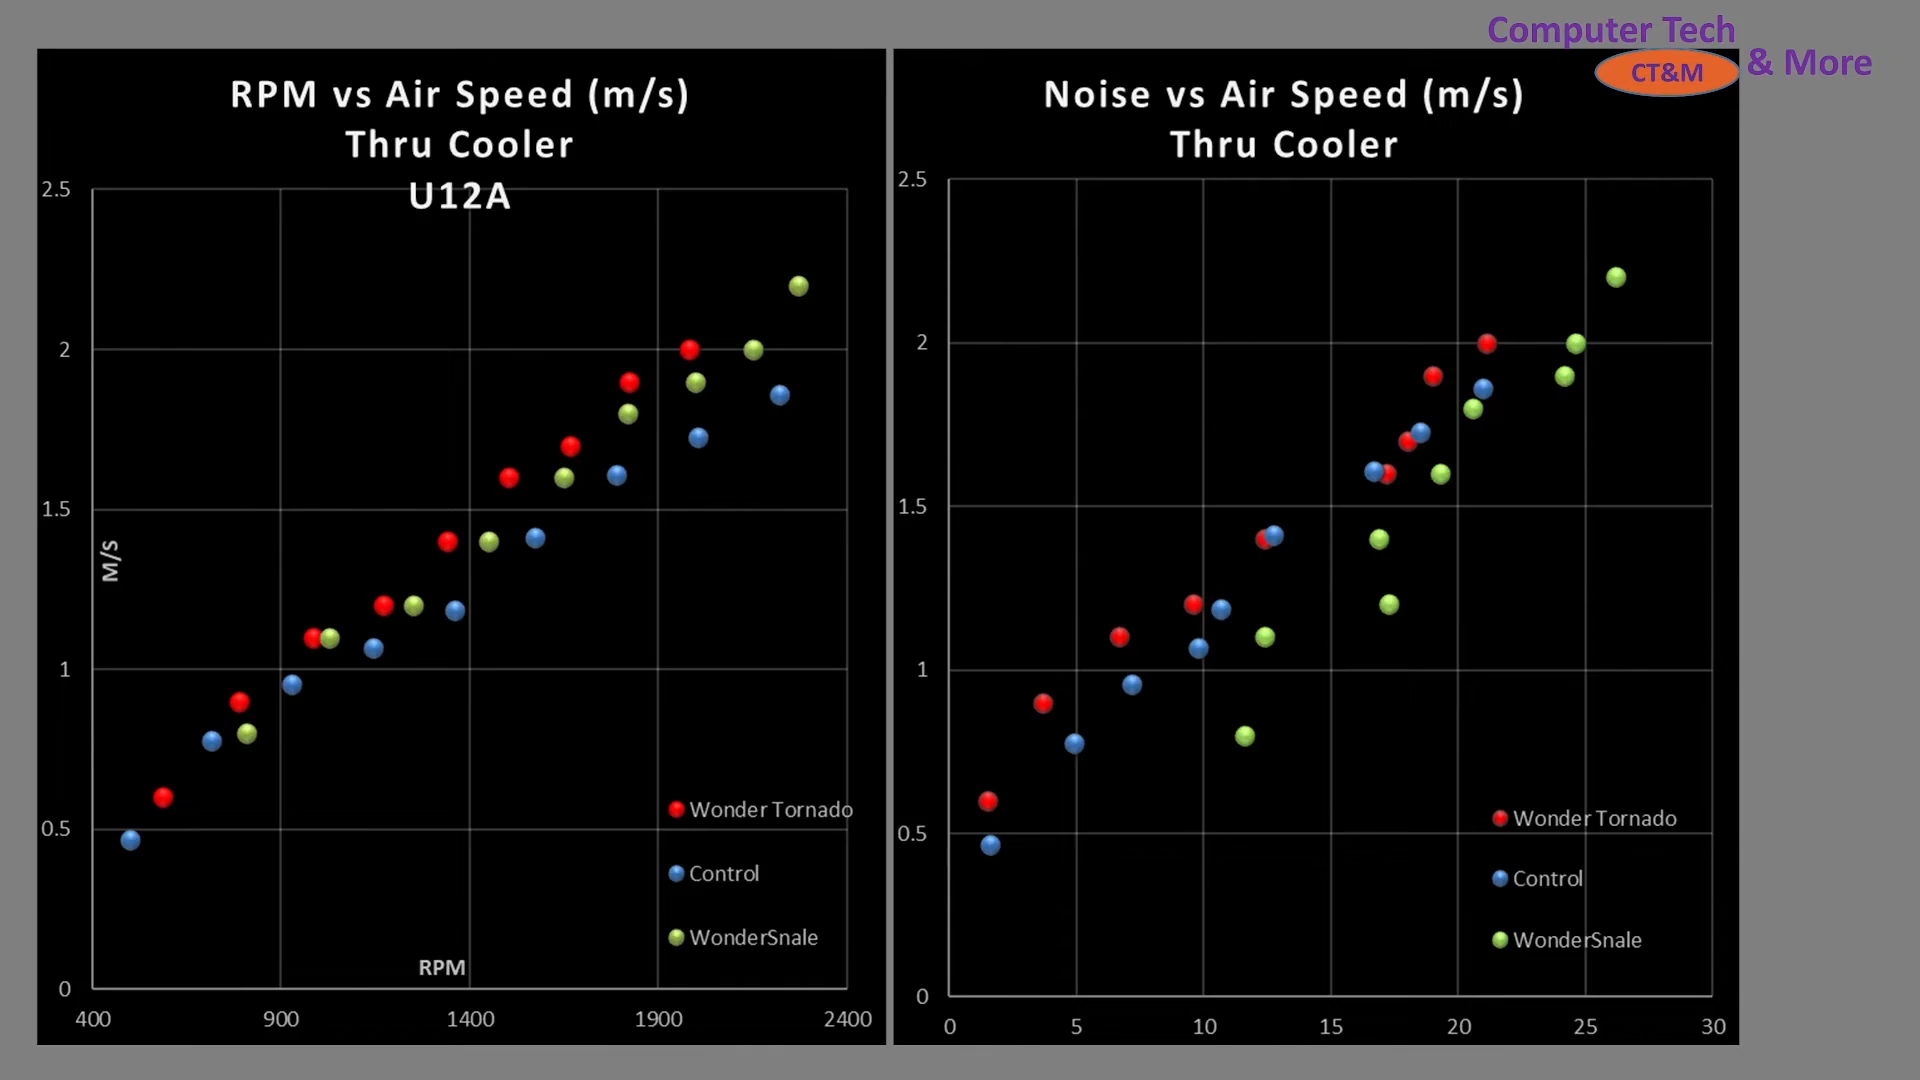 Computer Tech
CT&M
& More
RPM vs Air Speed (m/s)
Thru Cooler
U12A
2.5
2
1.5
1
0.5
0
M/s
RPM
400 900 1400 1900 2400
Wonder Tornado
Control
WonderSnale
Noise vs Air Speed (m/s)
Thru Cooler
2.5
2
1.5
1
0.5
0
0 5 10 15 20 25 30
Wonder Tornado
Control
WonderSnale